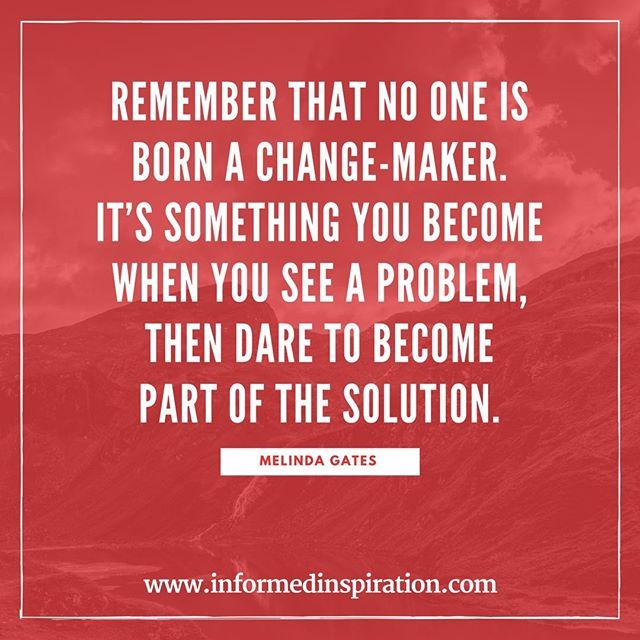 REMEMBER THAT NO ONE IS
BORN A CHANGE-MAKER.
IT'S SOMETHING YOU BECOME
WHEN YOU SEE A PROBLEM,
THEN DARE TO BECOME
PART OF THE SOLUTION.
MELINDA GATES
www.informedinspiration.com